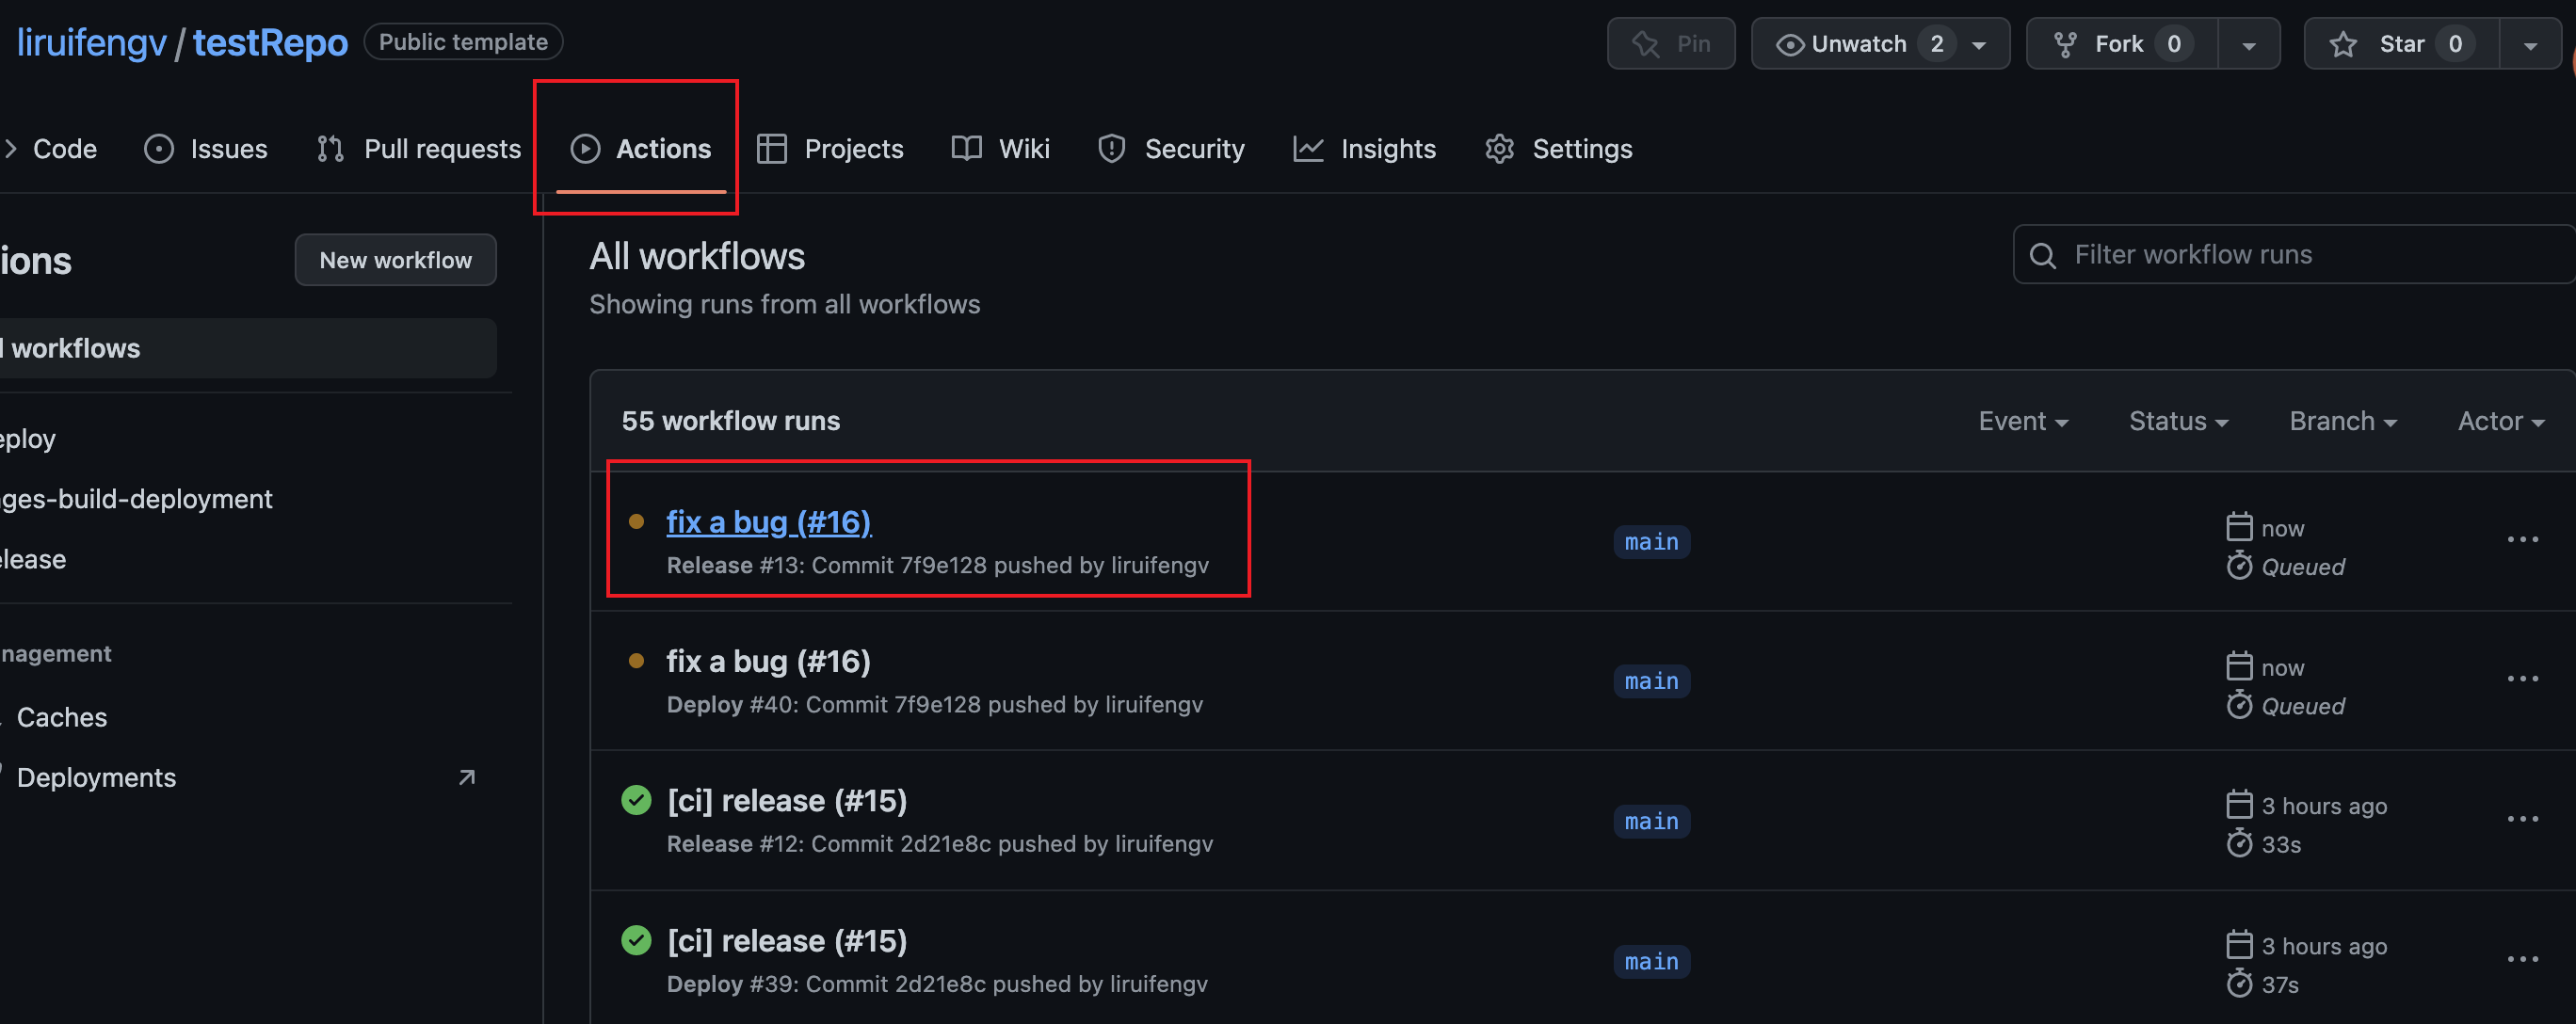 liruifengv / testRepo Public template
Pin Unwatch 2 Fork 0 Star 0
Code Issues Pull requests Actions Projects Wiki Security Insights Settings
ions New workflow
l workflows
eploy
ges-build-deployment
elease
nagement
Caches
Deployments
All workflows
Showing runs from all workflows
Filter workflow runs
55 workflow runs Event Status Branch Actor
fix a bug (#16)
Release #13: Commit 7f9e128 pushed by liruifengv
main
now
Queued
fix a bug (#16)
Deploy #40: Commit 7f9e128 pushed by liruifengv
main
now
Queued
[ci] release (#15)
Release #12: Commit 2d21e8c pushed by liruifengv
main
3 hours ago
33s
[ci] release (#15)
Deploy #39: Commit 2d21e8c pushed by liruifengv
main
3 hours ago
37s